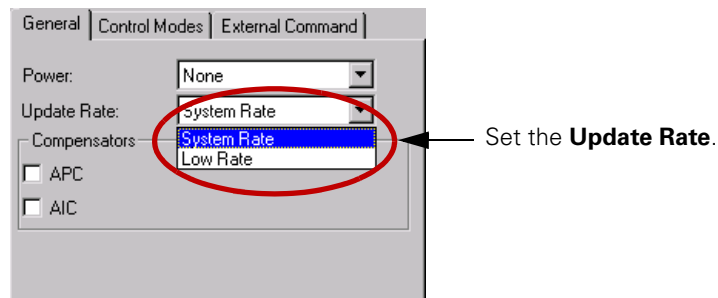 General Control Modes External Command
Power: None
Update Rate: System Rate
Compensators System Rate
Low Rate
APC
AIC
Set the Update Rate.